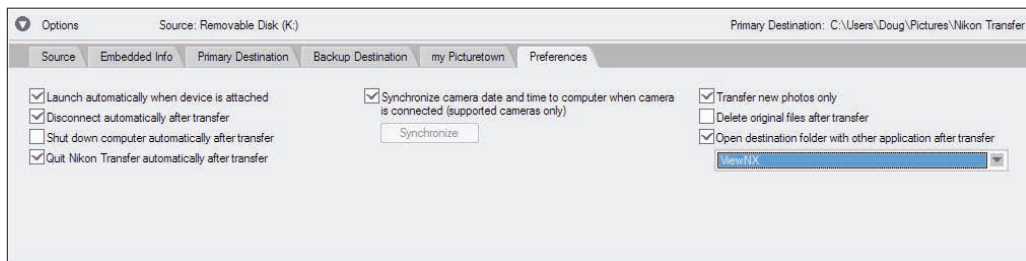 Options Source: Removable Disk (K:) Primary Destination: C:\Users\Doug\Pictures\Nikon Transfer
Source Embedded Info Primary Destination Backup Destination my Picturetown Preferences
Launch automatically when device is attached
Disconnect automatically after transfer
Shut down computer automatically after transfer
Quit Nikon Transfer automatically after transfer
Synchronize camera date and time to computer when camera
is connected (supported cameras only)
Synchronize
Transfer new photos only
Delete original files after transfer
Open destination folder with other application after transfer
ViewNX